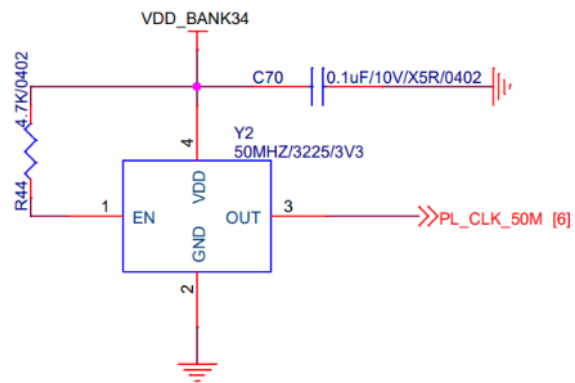 VDD_BANK34
C70
0.1uF/10V/X5R/0402
4.7K/0402
R44
Y2
50MHZ/3225/3V3
4
VDD
1
EN
OUT
3
PL_CLK_50M [6]
GND
2